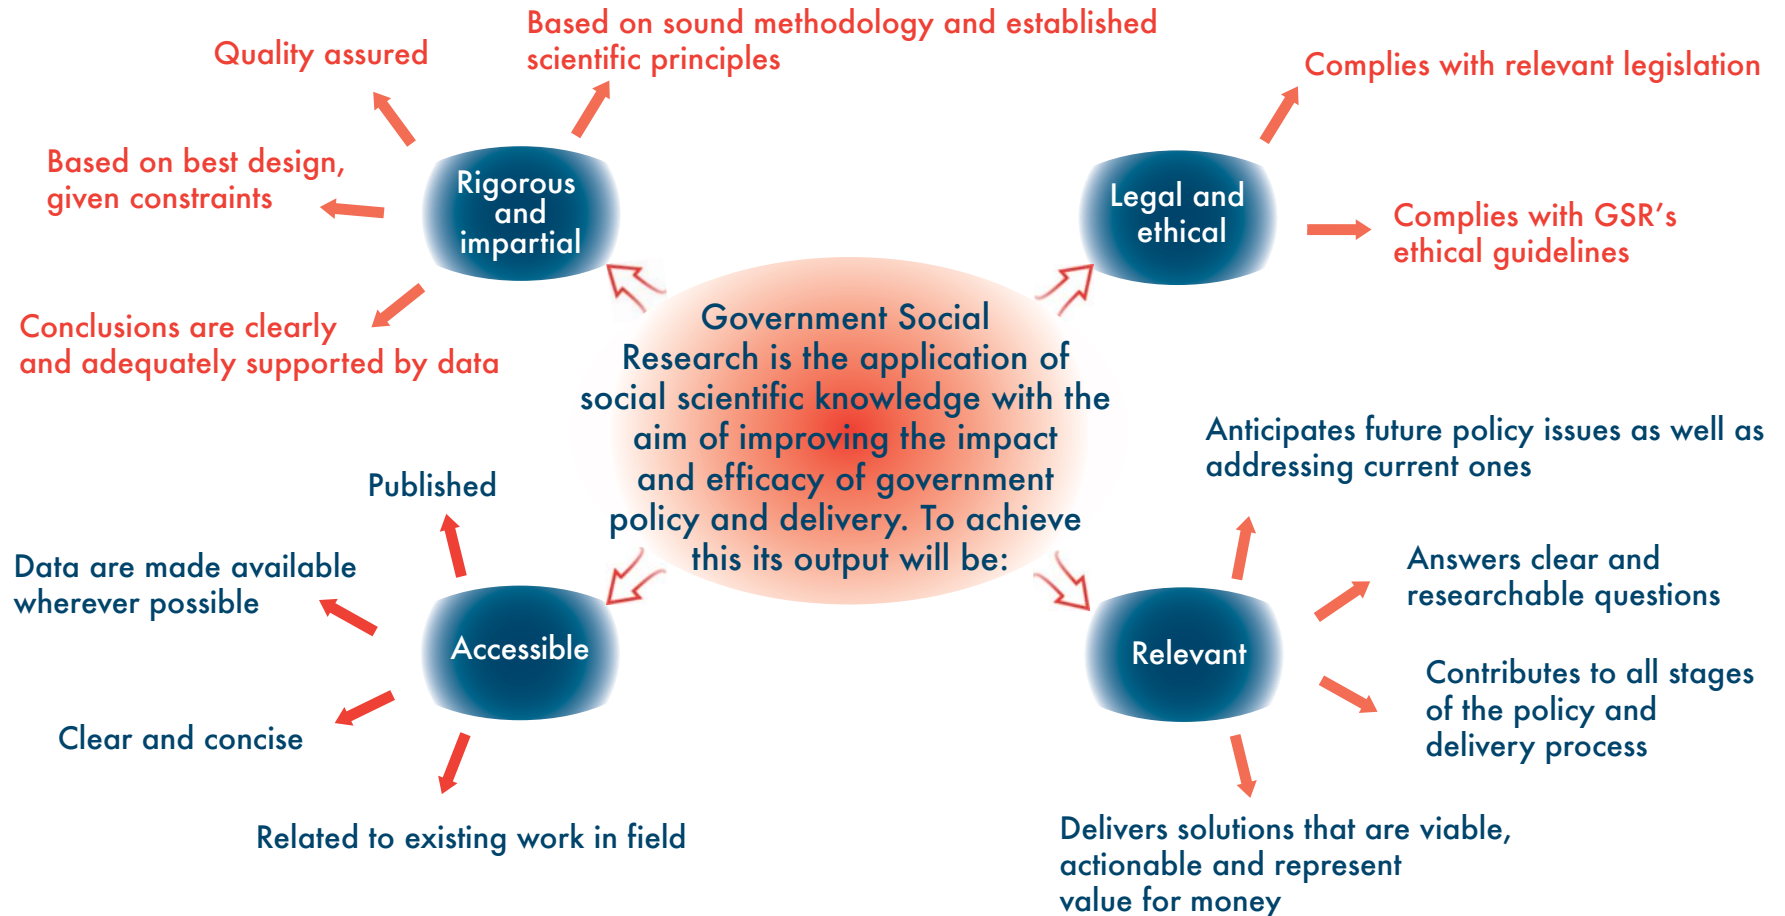 Based on sound methodology and established
scientific principles
Quality assured
Based on best design,
given constraints
Rigorous
and
impartial
Conclusions are clearly
and adequately supported by data
Complies with relevant legislation
Legal and
ethical
Complies with GSR’s
ethical guidelines
Government Social
Research is the application of
social scientific knowledge with the
aim of improving the impact
and efficacy of government
policy and delivery. To achieve
this its output will be:
Published
Data are made available
wherever possible
Accessible
Clear and concise
Related to existing work in field
Anticipates future policy issues as well as
addressing current ones
Answers clear and
researchable questions
Relevant
Contributes to all stages
of the policy and
delivery process
Delivers solutions that are viable,
actionable and represent
value for money